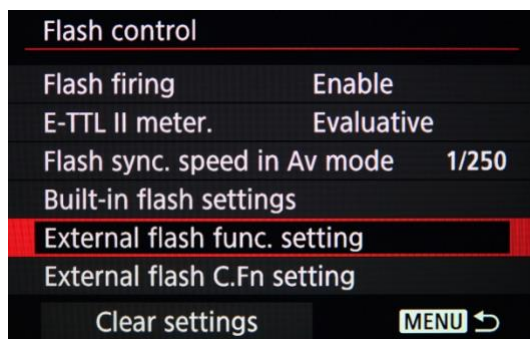 Flash control
Flash firing Enable
E-TTL II meter. Evaluative
Flash sync. speed in Av mode 1/250
Built-in flash settings
External flash func. setting
External flash C.Fn setting
Clear settings MENU